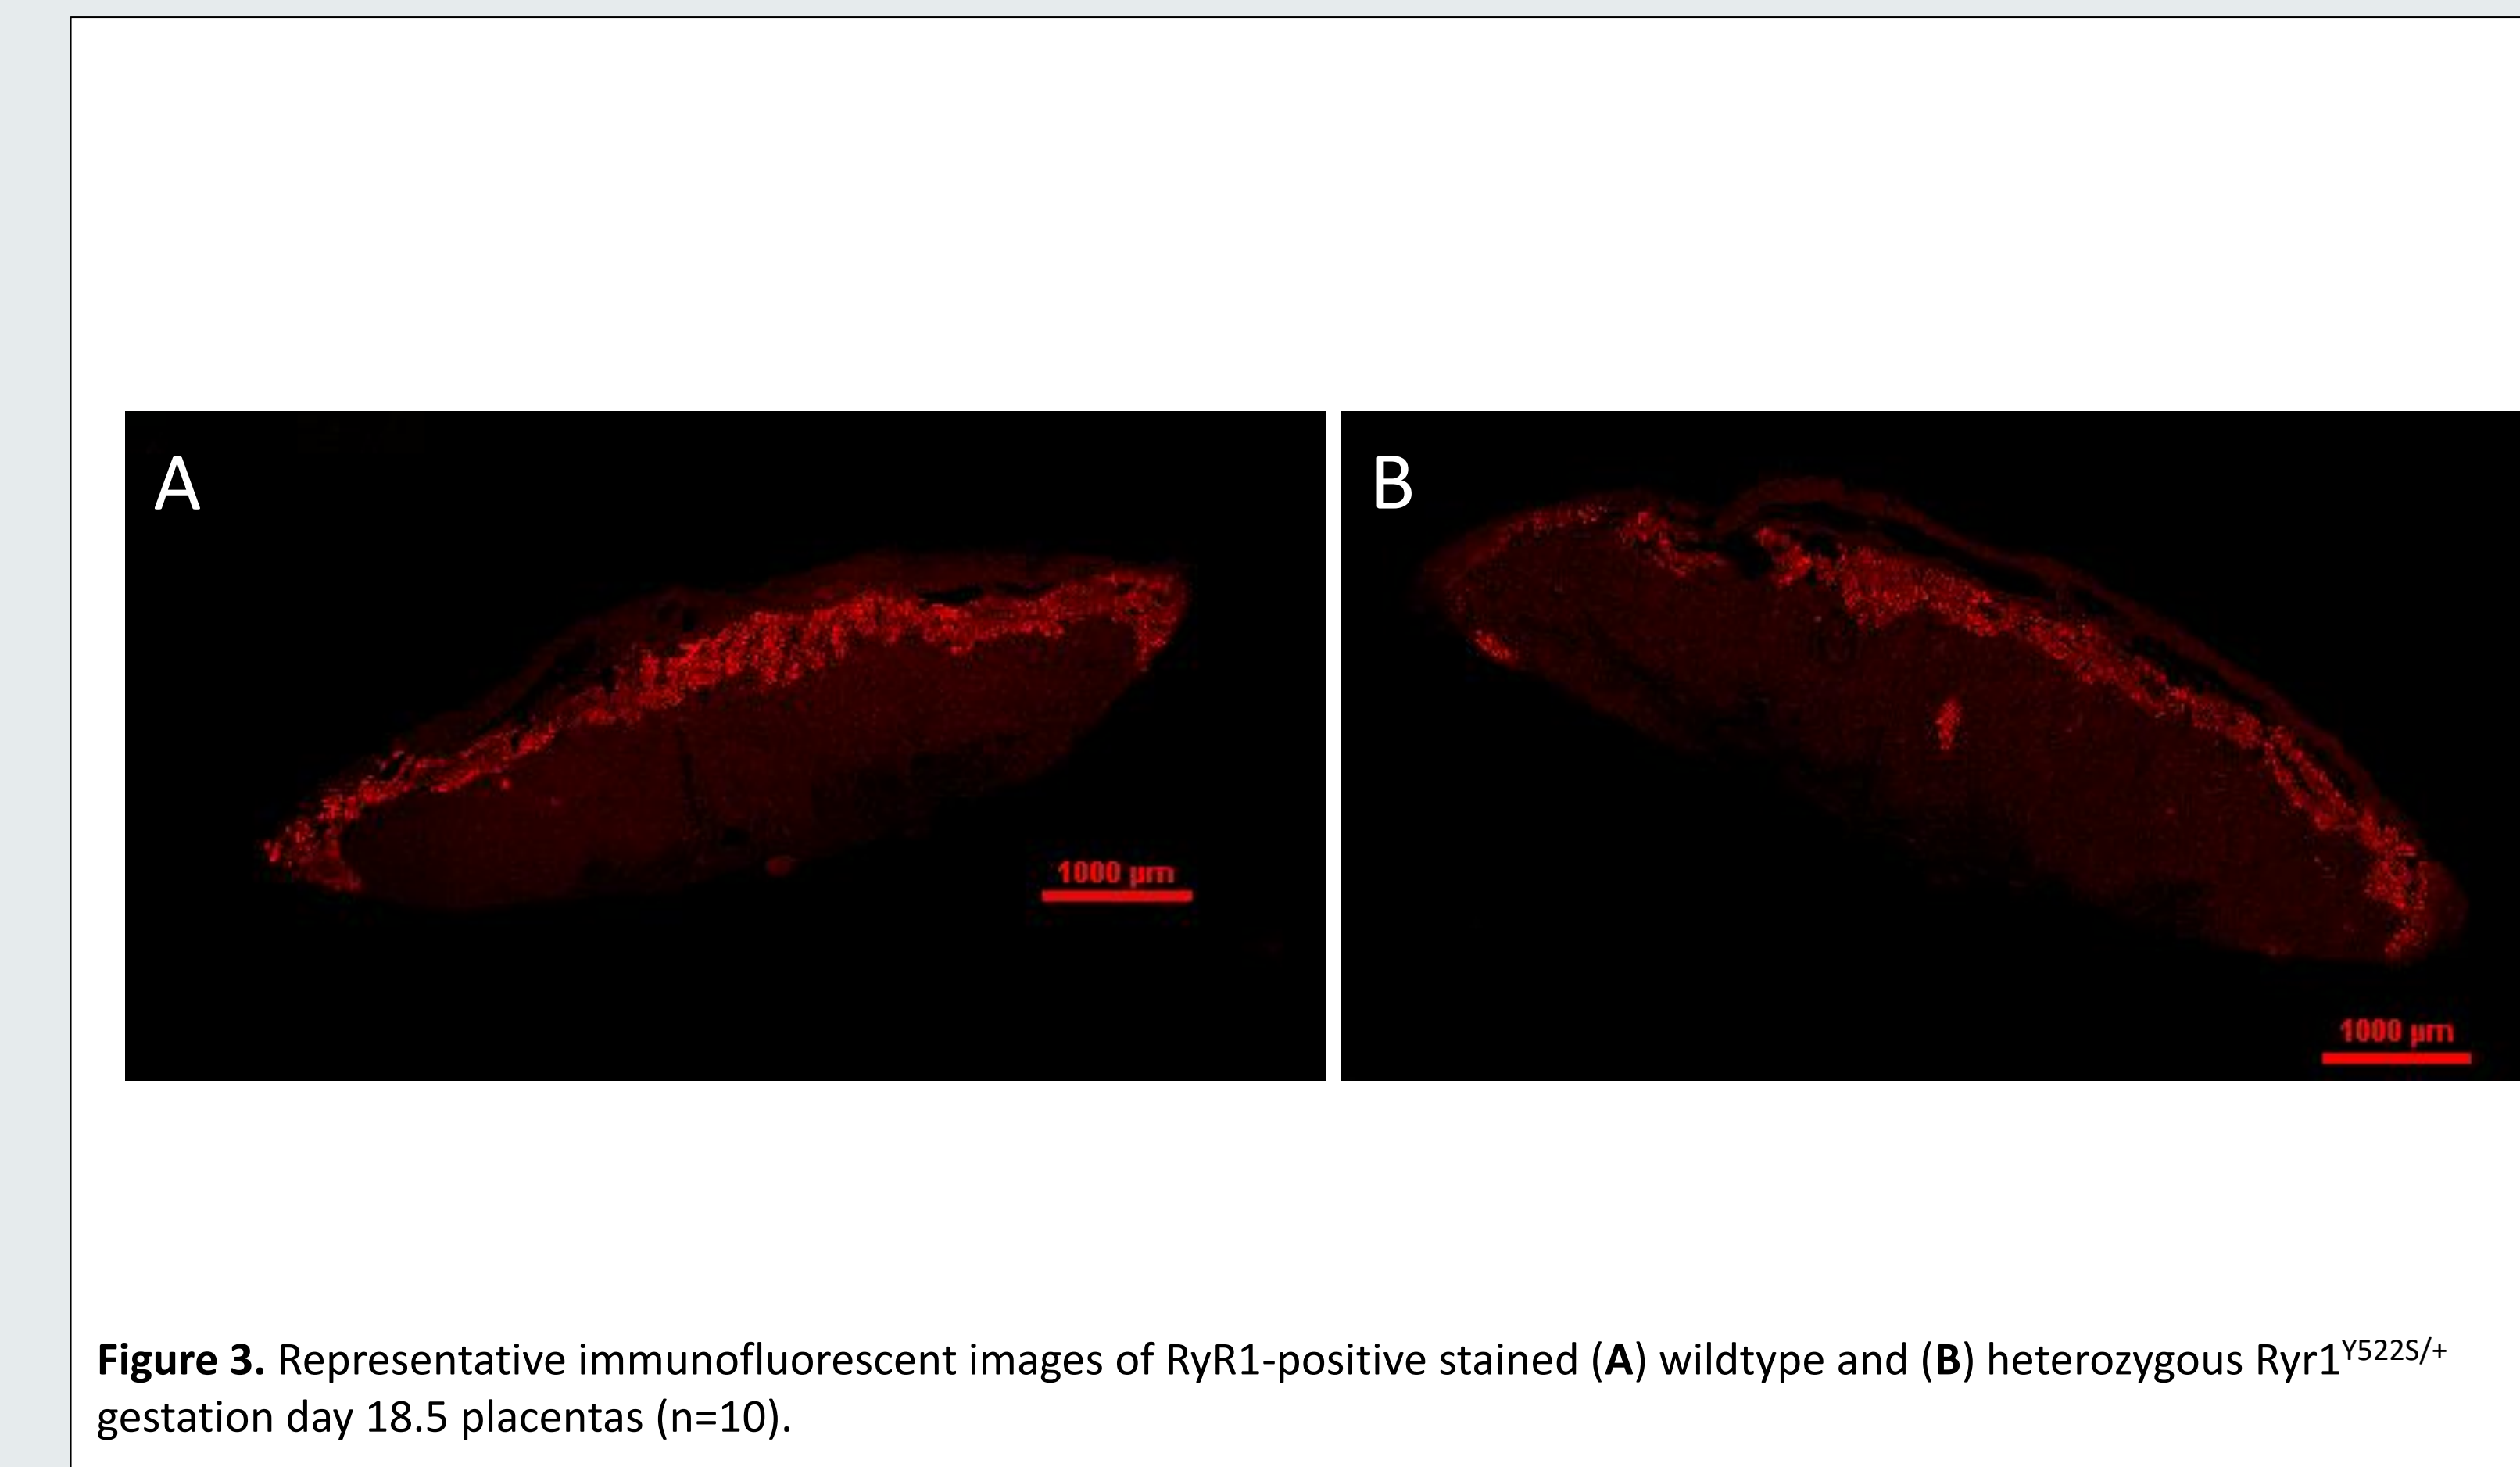 A
B
1000 µm
1000 µm
Figure 3. Representative immunofluorescent images of RyR1-positive stained (A) wildtype and (B) heterozygous Ryr1Y522S/+
gestation day 18.5 placentas (n=10).